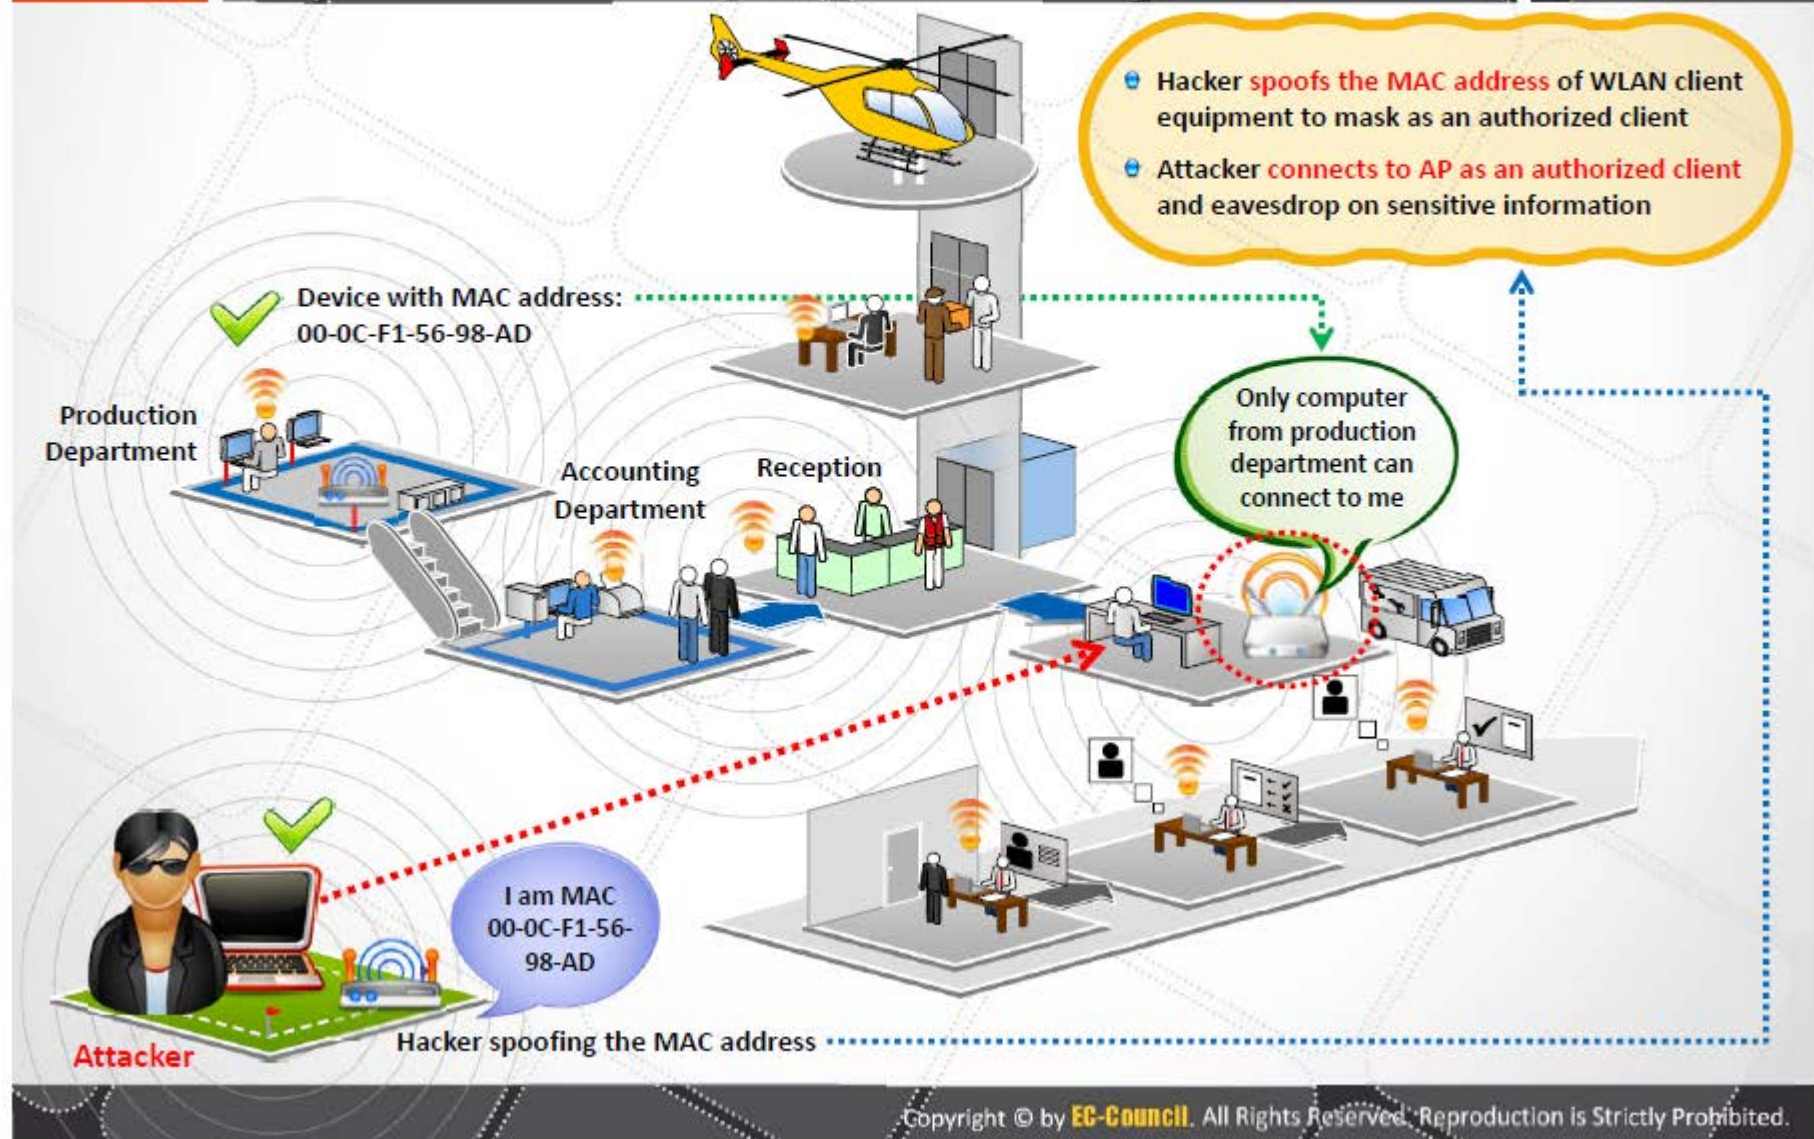 Hacker spoofs the MAC address of WLAN client
equipment to mask as an authorized client
Attacker connects to AP as an authorized client
and eavesdrop on sensitive information
Device with MAC address:
00-0C-F1-56-98-AD
Only computer
from production
department can
connect to me
Production
Department
Accounting
Department
Reception
I am MAC
00-0C-F1-56-
98-AD
Hacker spoofing the MAC address
Attacker
Copyright © by EC-Council. All Rights Reserved. Reproduction is Strictly Prohibited.